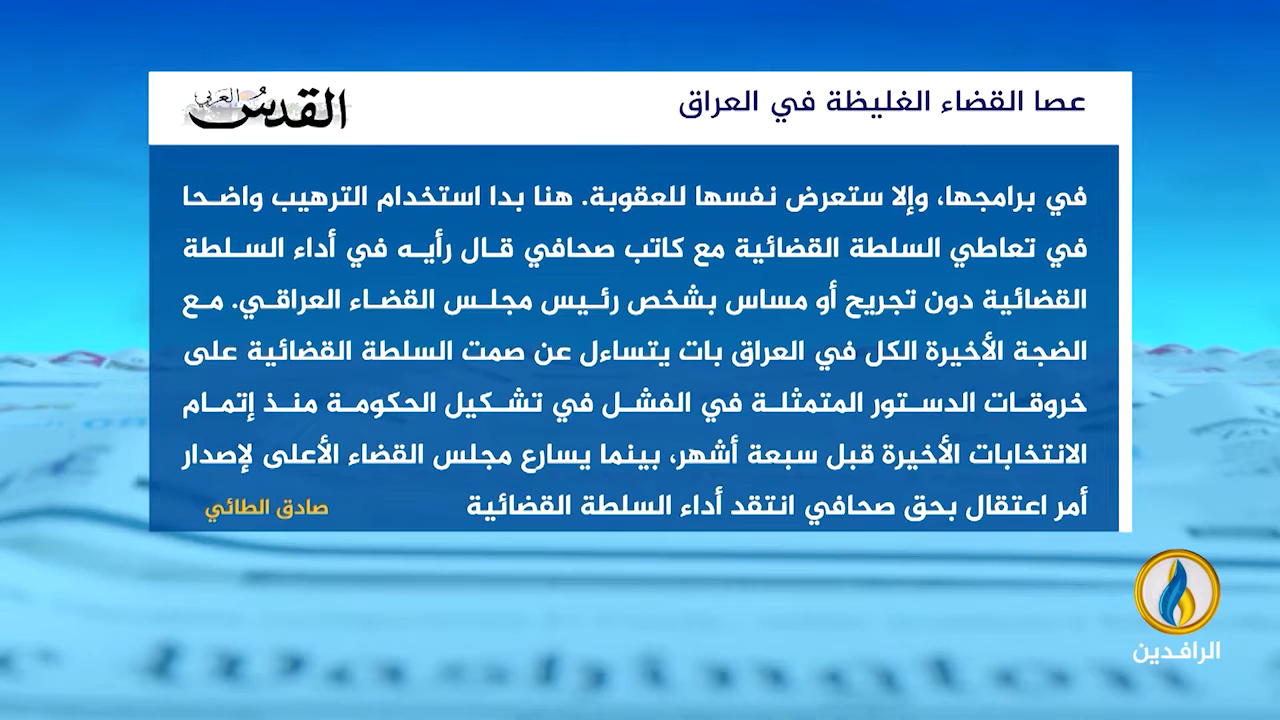 عصا القضاء الغليظة في العراق
القدس العربي
في برامجها، وإلا ستعرض نفسها للعقوبة. هنا بدا استخدام الترهيب واضحا
في تعاطي السلطة القضائية مع كاتب صحافي قال رأيه في أداء السلطة
القضائية دون تجريح أو مساس بشخص رئيس مجلس القضاء العراقي. مع
الضجة الأخيرة الكل في العراق بات يتساءل عن صمت السلطة القضائية على
خروقات الدستور المتمثلة في الفشل في تشكيل الحكومة منذ إتمام
الانتخابات الأخيرة قبل سبعة أشهر، بينما يسارع مجلس القضاء الأعلى لإصدار
أمر اعتقال بحق صحافي انتقد أداء السلطة القضائية
صادق الطائي
الرافدين